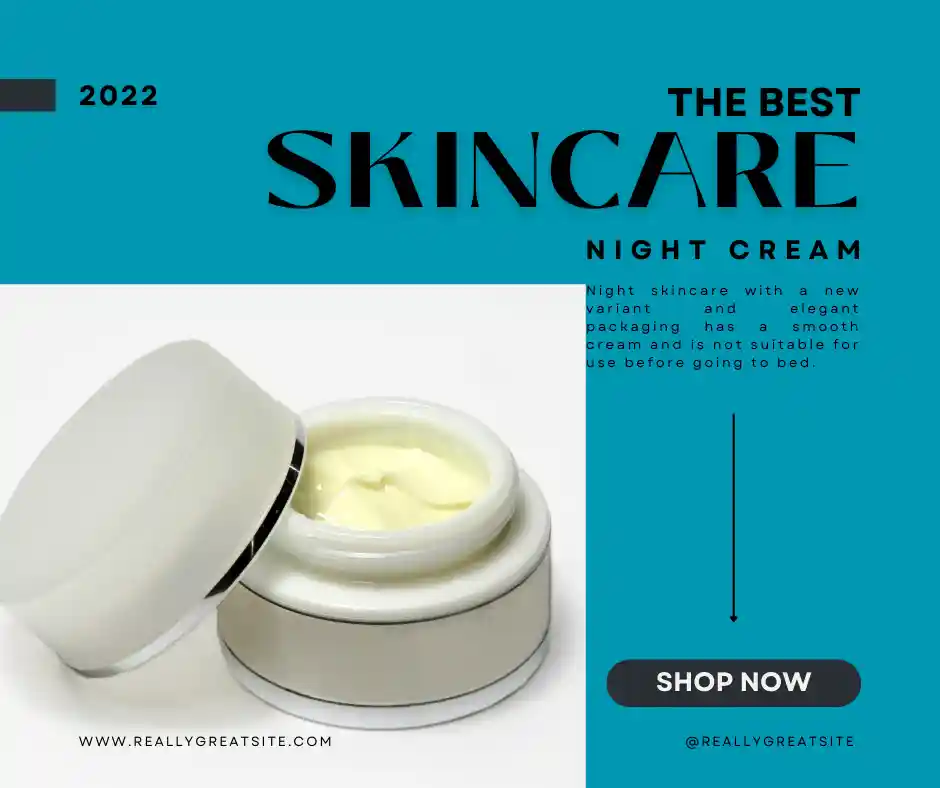 2022
THE BEST
SKINCARE
NIGHT CREAM
Night skincare with a new
variant and elegant
packaging has a smooth
cream and is not suitable for
use before going to bed.
SHOP NOW
WWW.REALLYGREATSITE.COM
@REALLYGREATSITE